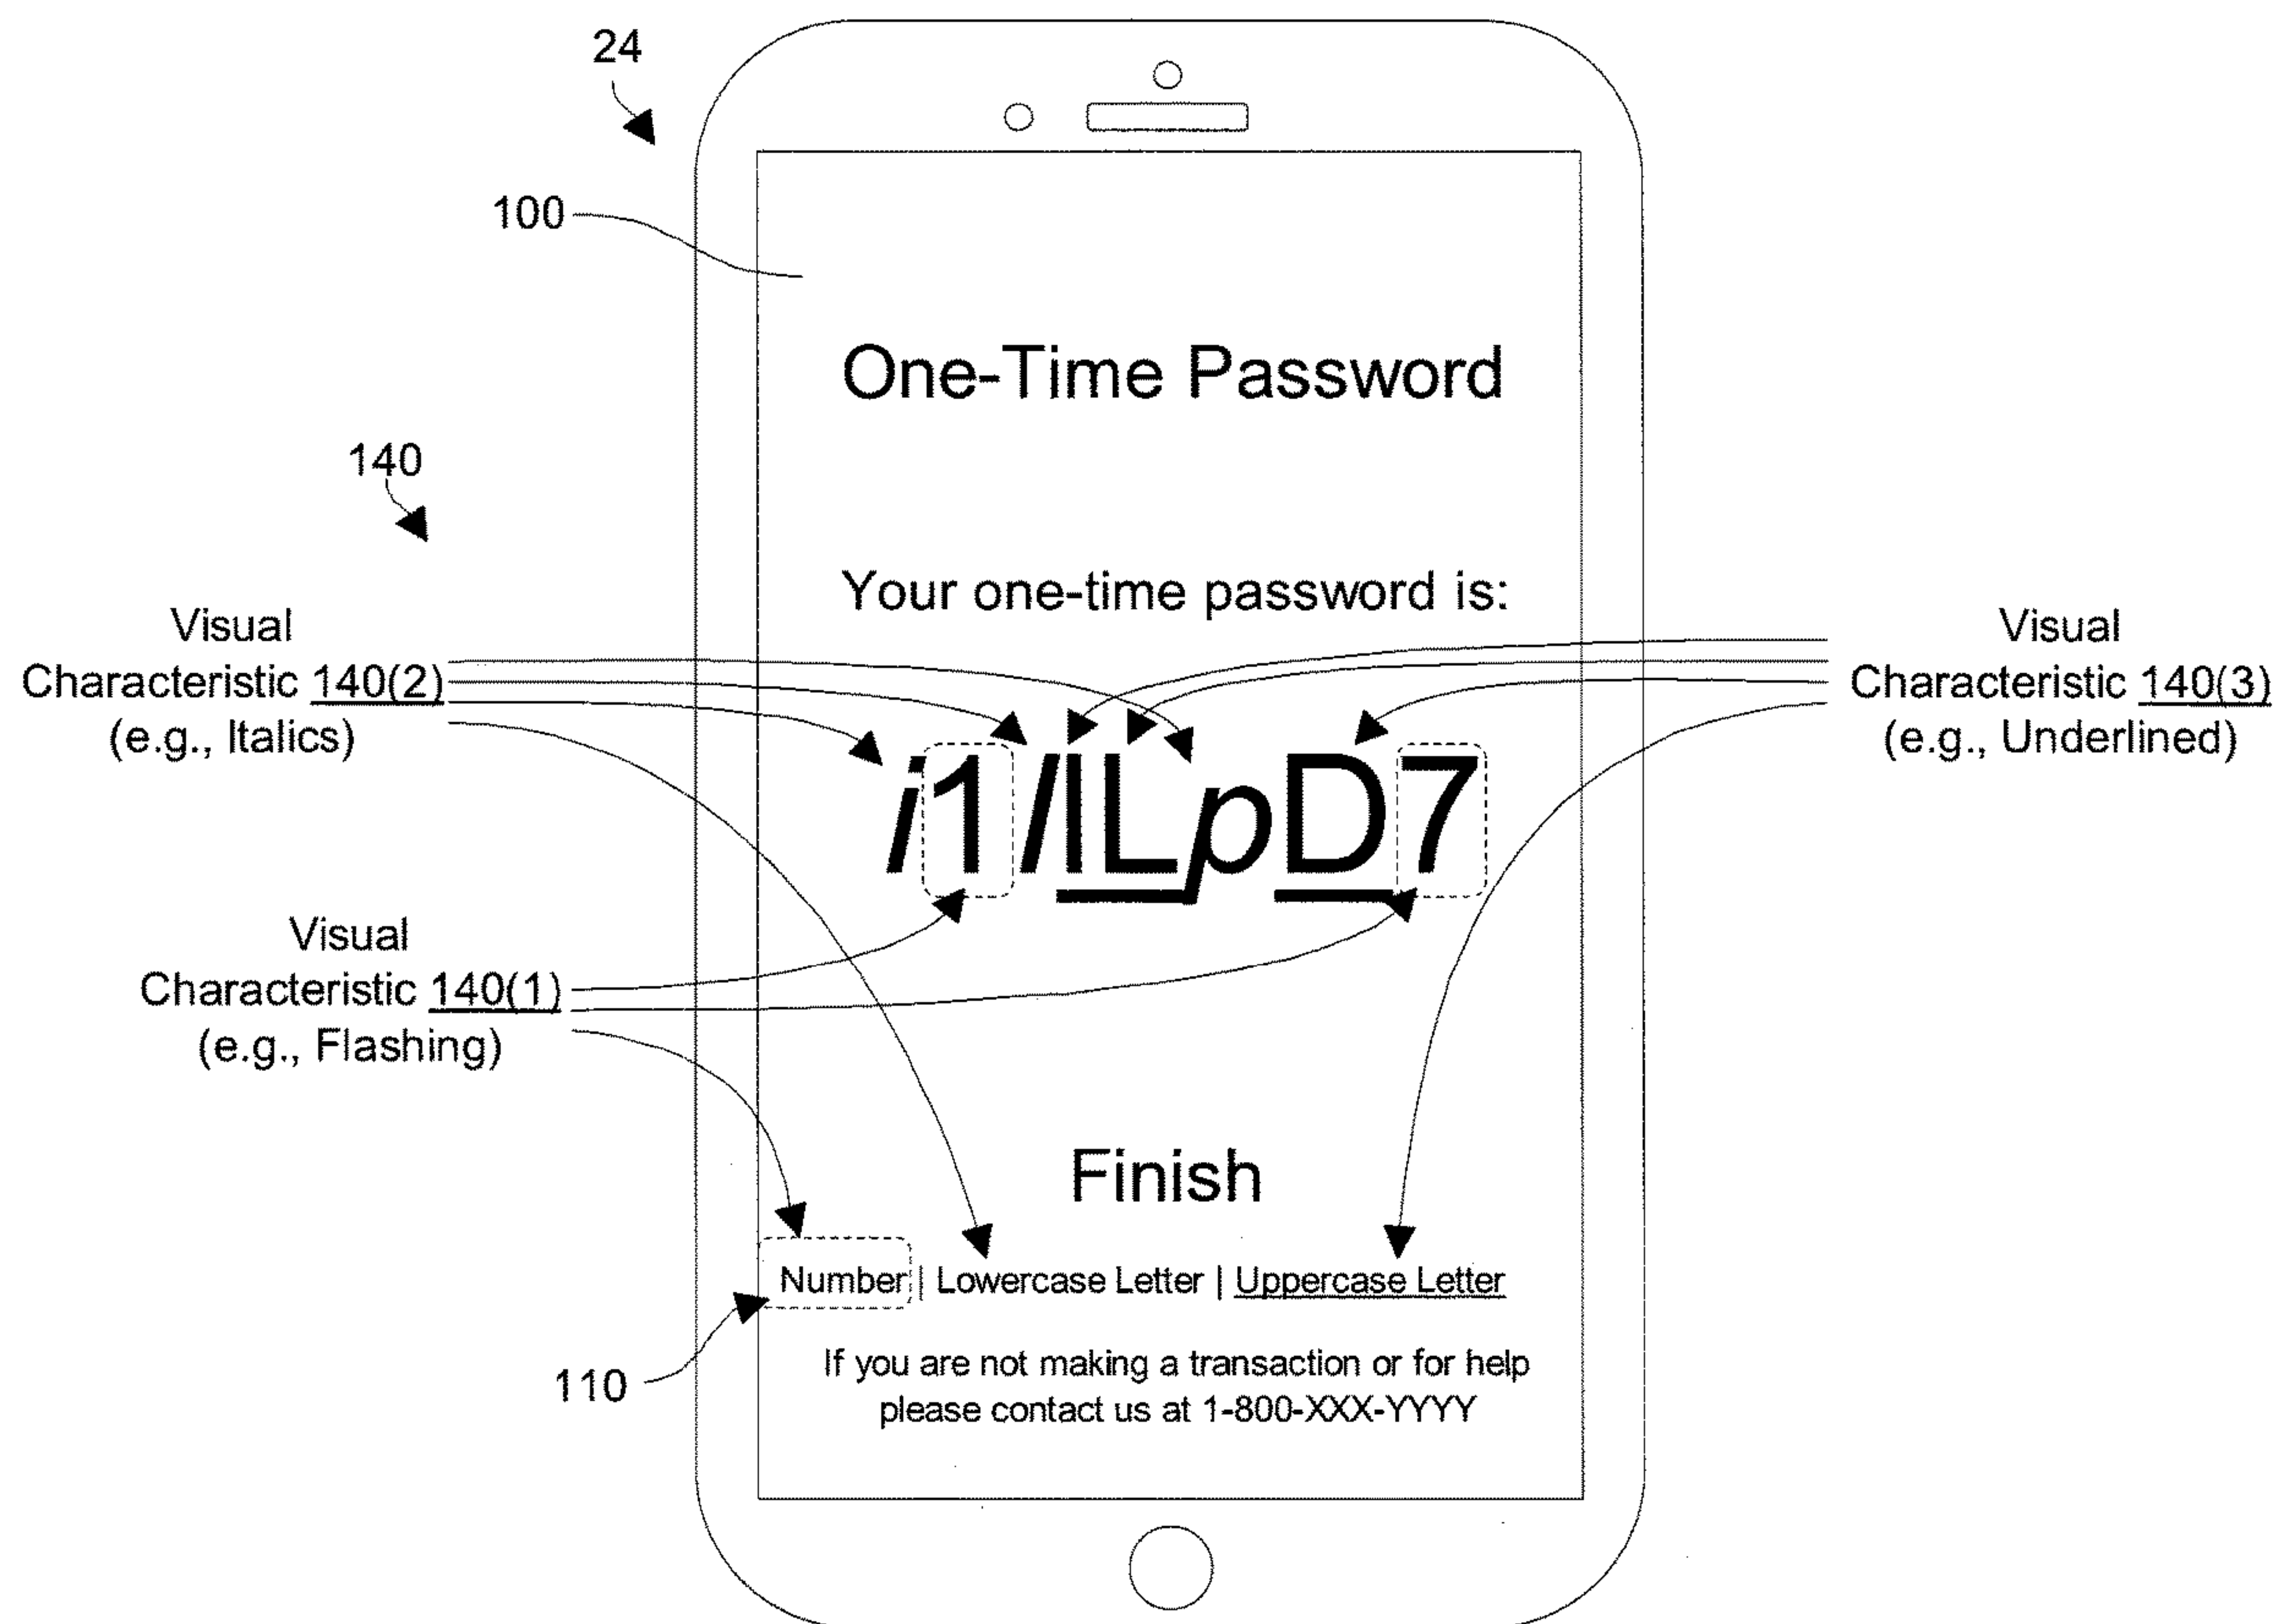 24
100
One-Time Password
140
Your one-time password is:
Visual
Characteristic 140(2)
(e.g., Italics)
Visual
Characteristic 140(3)
(e.g., Underlined)
i1lILpD7
Visual
Characteristic 140(1)
(e.g., Flashing)
Finish
Number | Lowercase Letter | Uppercase Letter
110
If you are not making a transaction or for help
please contact us at 1-800-XXX-YYYY